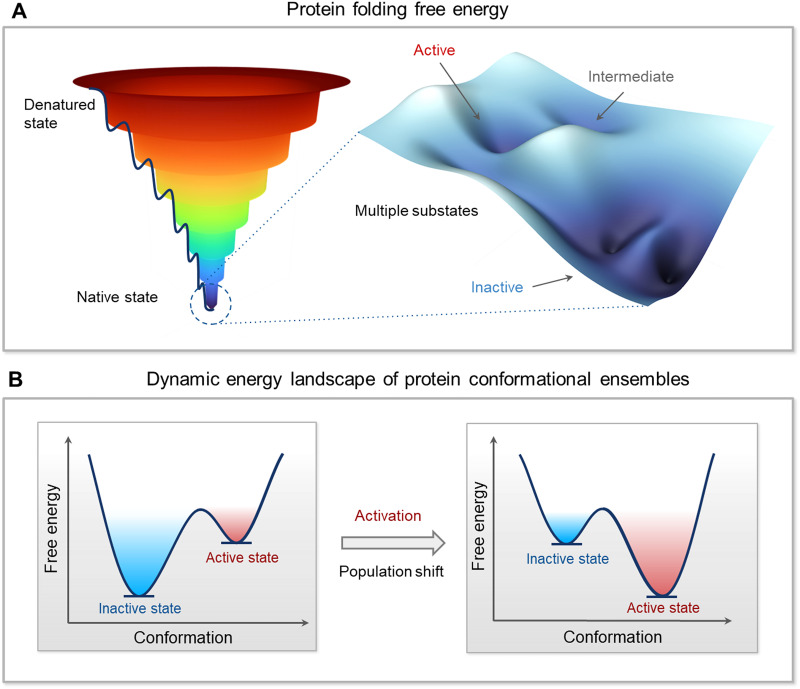 A
Protein folding free energy
Denatured
state
Native state
Active
Intermediate
Multiple substates
Inactive
B
Dynamic energy landscape of protein conformational ensembles
Free energy
Inactive state
Active state
Conformation
Activation
Population shift
Free energy
Inactive state
Active state
Conformation